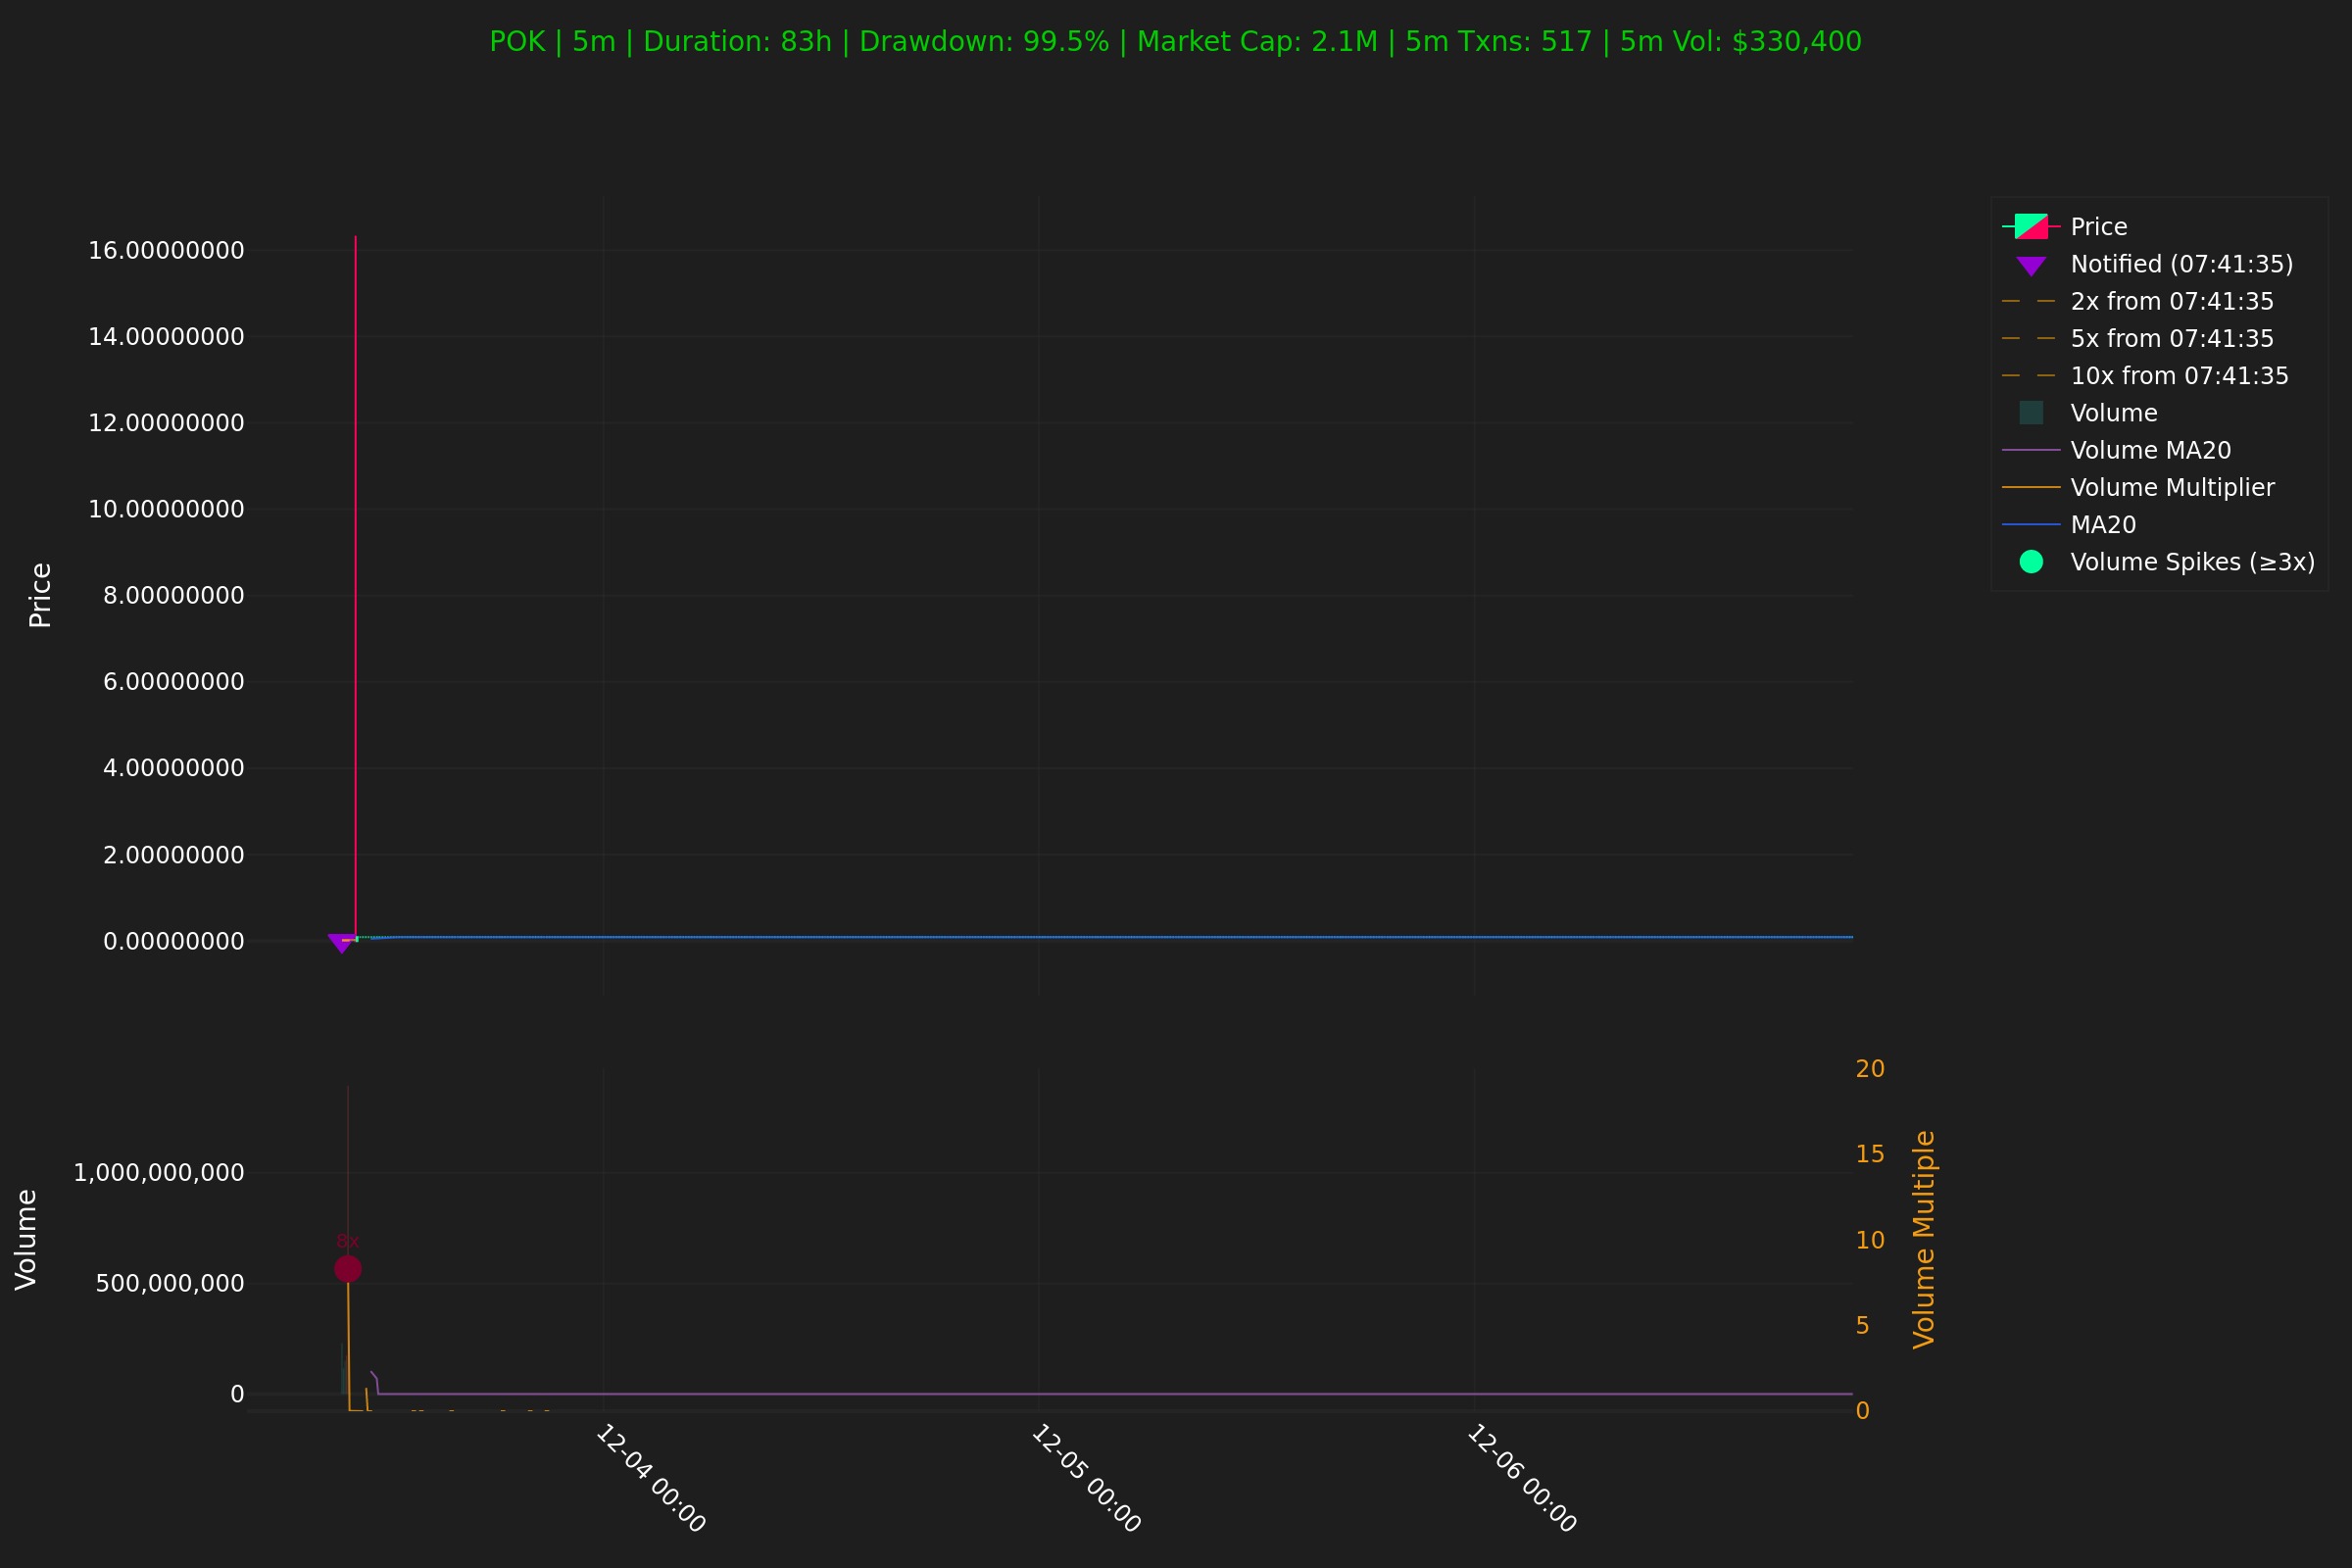 POK | 5m | Duration: 83h | Drawdown: 99.5% | Market Cap: 2.1M | 5m Txns: 517 | 5m Vol: $330,400
Price
16.00000000
14.00000000
12.00000000
10.00000000
8.00000000
6.00000000
4.00000000
2.00000000
0.00000000
Price
Notified (07:41:35)
2x from 07:41:35
5x from 07:41:35
10x from 07:41:35
Volume
Volume MA20
Volume Multiplier
MA20
Volume Spikes (≥3x)
Volume
1,000,000,000
500,000,000
0
8x
20
15
10
5
0
Volume Multiple
12-04 00:00
12-05 00:00
12-06 00:00